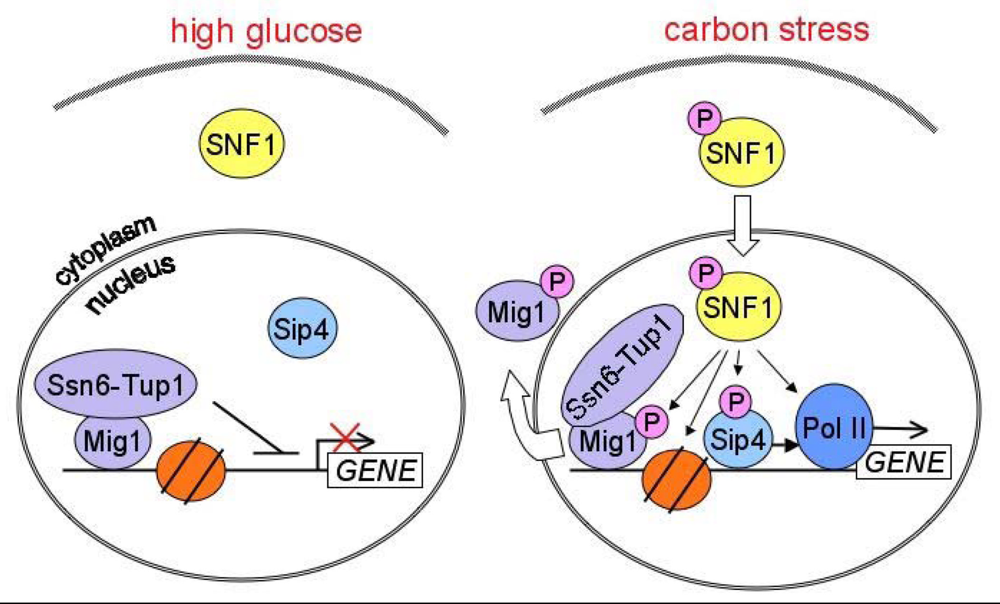 high glucose
SNF1
cytoplasm
nucleus
Sip4
Ssn6-Tup1
Mig1
GENE
carbon stress
P
SNF1
P
SNF1
P
Mig1
Ssn6-Tup1
P
Mig1
P
Sip4
Pol II
GENE